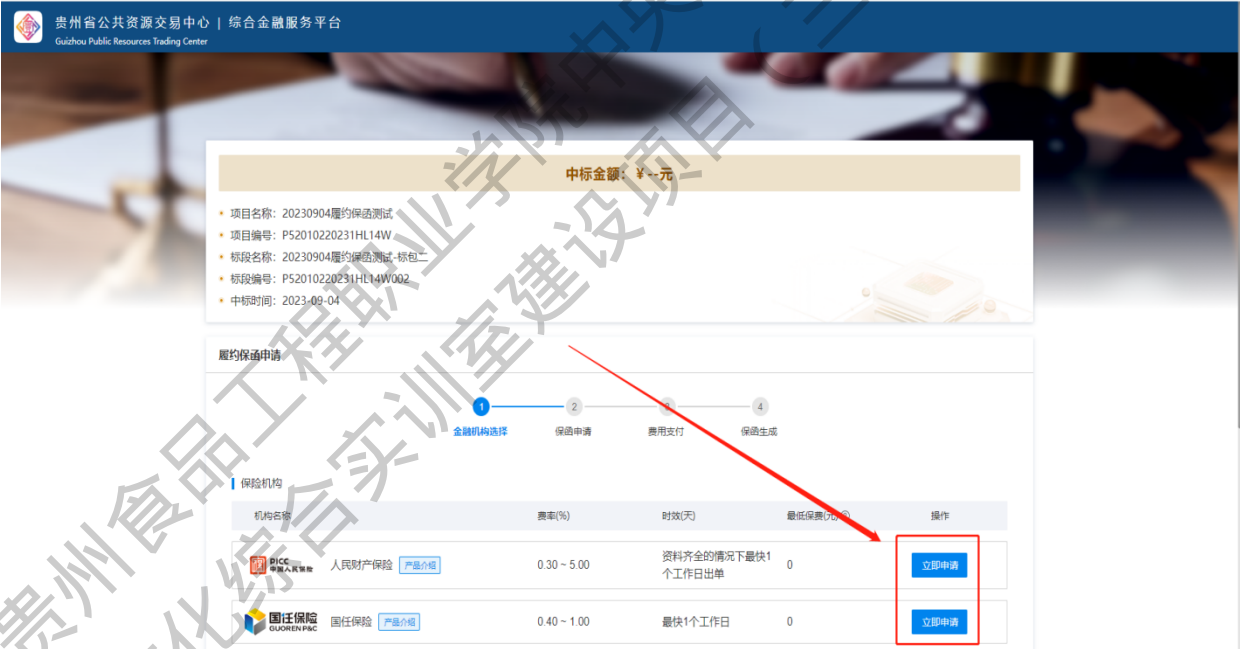 贵州省公共资源交易中心 | 综合金融服务平台
Guizhou Public Resources Trading Center
中标金额：￥--元
项目名称：20230904履约保函测试
项目编号：P52010220231HL14W
标段名称：20230904履约保函测试-标包二
标段编号：P52010220231HL14W002
中标时间：2023-09-04
履约保函申请
1 2 3 4
金融机构选择 保函申请 费用支付 保函生成
保险机构
机构名称 费率(%) 时效(天) 最低保费(元) 操作
PICC
中国人民保险 人民财产保险 产品介绍 0.30 ~ 5.00 资料齐全的情况下最快1
个工作日出单 0 立即申请
国任保险
GUOREN P&C 国任保险 产品介绍 0.40 ~ 1.00 最快1个工作日 0 立即申请
贵州食品工程职业学院中央
化综合实训室建设项目（三